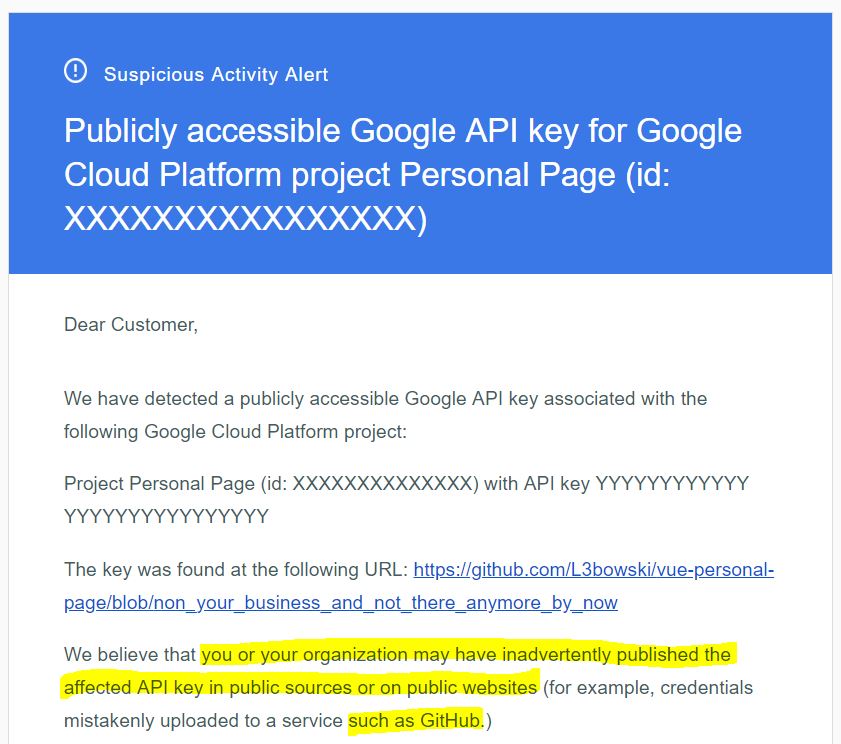 Suspicious Activity Alert
Publicly accessible Google API key for Google
Cloud Platform project Personal Page (id:
XXXXXXXXXXXXXXXX)
Dear Customer,
We have detected a publicly accessible Google API key associated with the
following Google Cloud Platform project:
Project Personal Page (id: XXXXXXXXXXXXXX) with API key YYYYYYYYYYYY
YYYYYYYYYYYYYYYY
The key was found at the following URL: https://github.com/L3bowski/vue-personal-
page/blob/non_your_business_and_not_there_anymore_by_now
We believe that you or your organization may have inadvertently published the
affected API key in public sources or on public websites (for example, credentials
mistakenly uploaded to a service such as GitHub.)